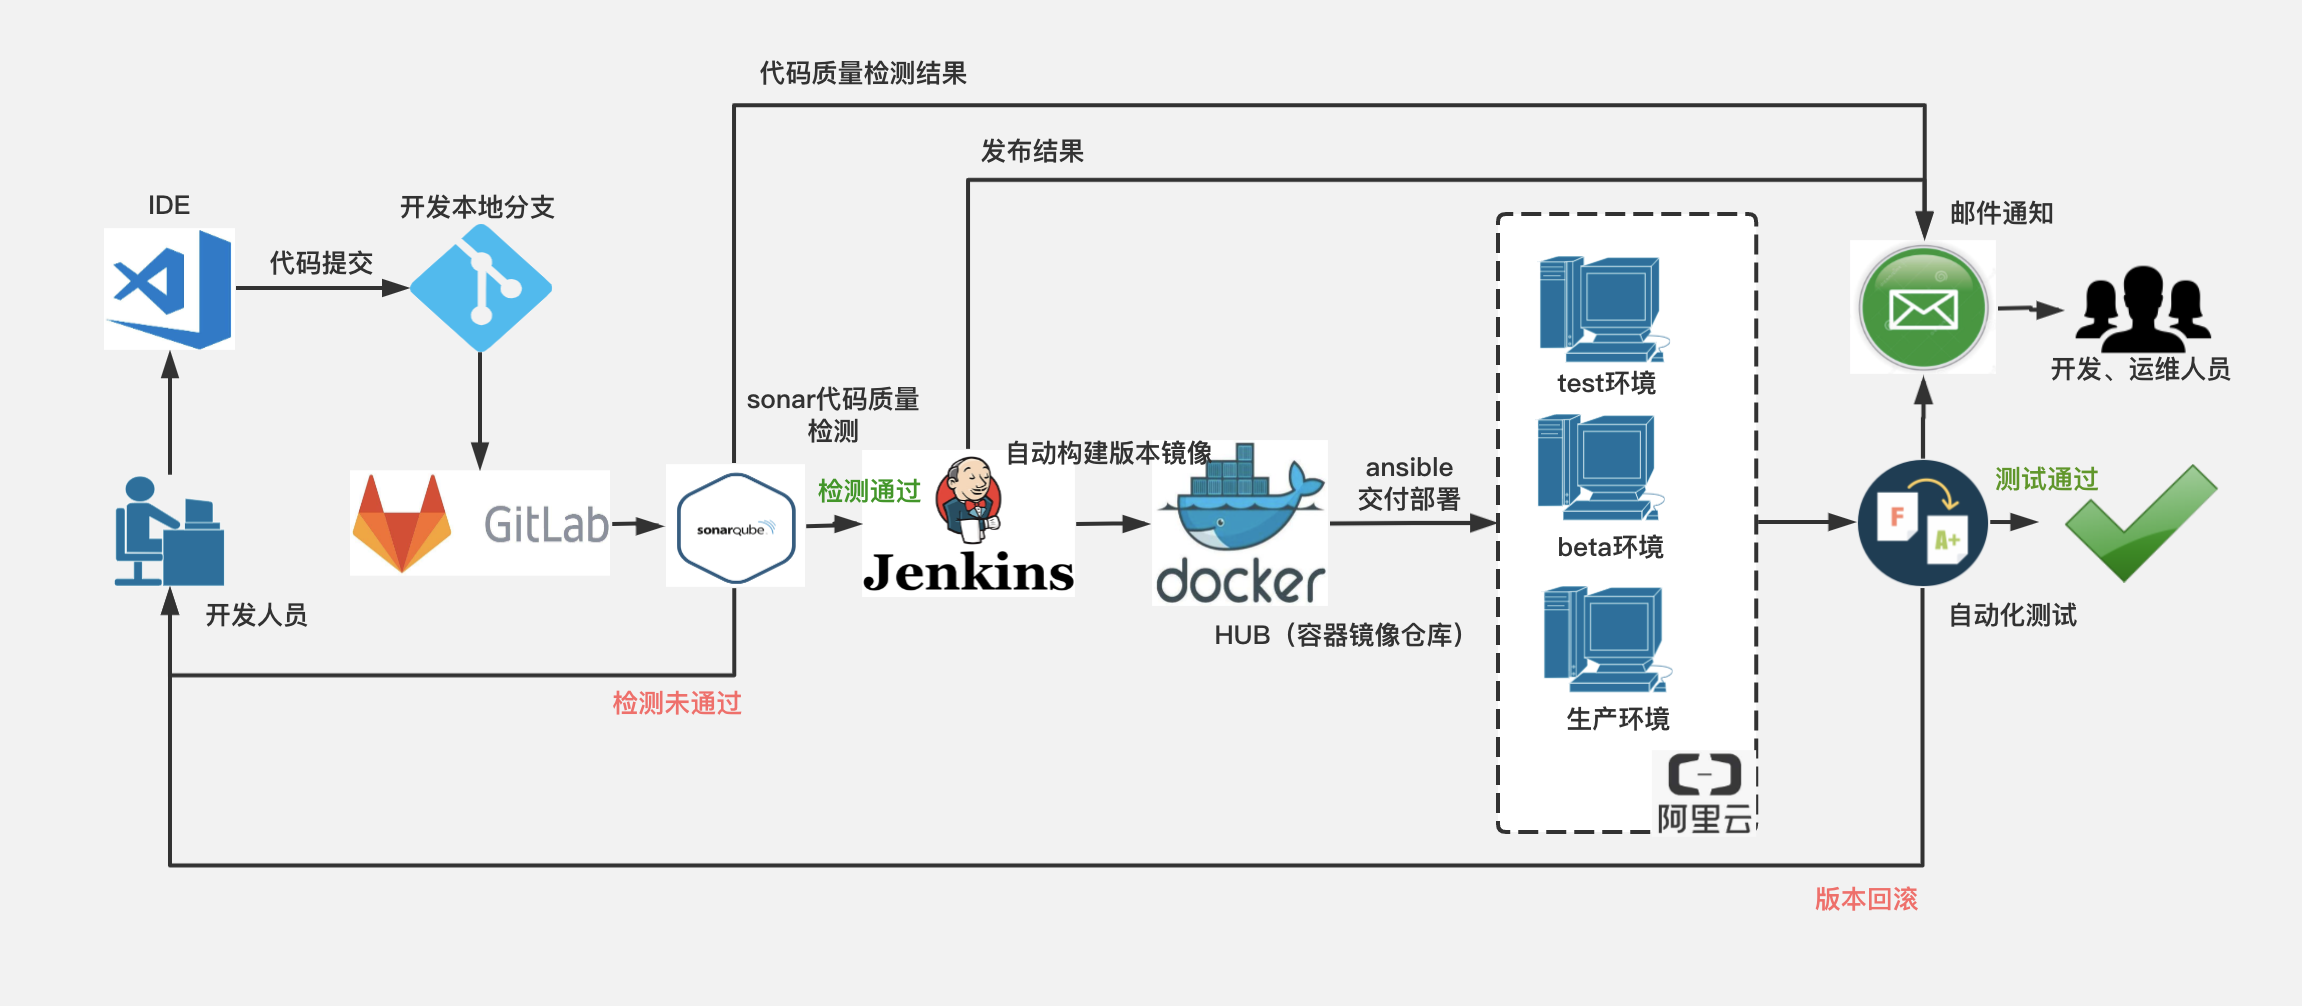 代码质量检测结果
发布结果
IDE
开发本地分支
邮件通知
代码提交
开发、运维人员
test环境
sonar代码质量
检测
自动构建版本镜像
ansible
交付部署
检测通过
测试通过
GitLab
sonarqube
Jenkins
docker
F
A+
beta环境
开发人员
HUB（容器镜像仓库）
自动化测试
检测未通过
生产环境
阿里云
版本回滚